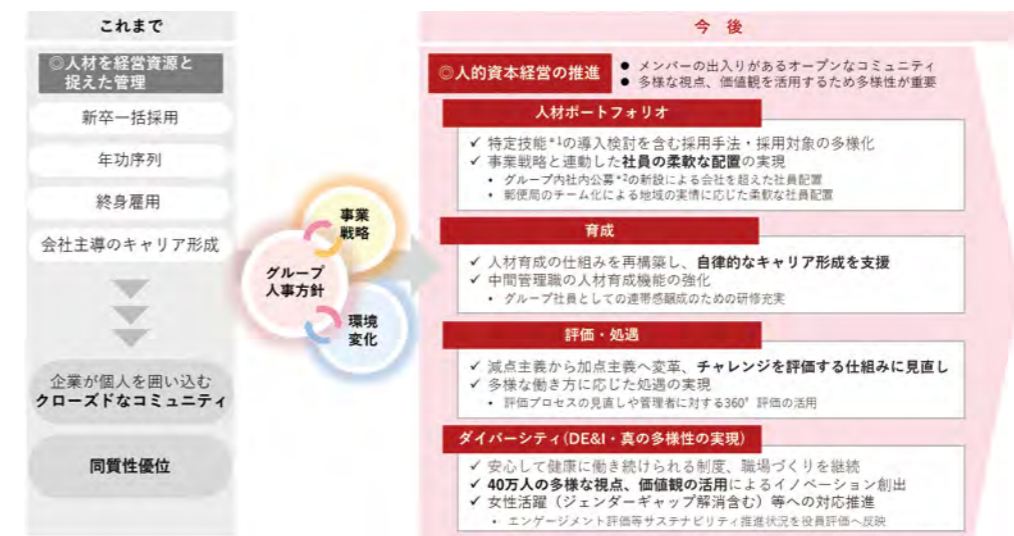 これまで
◎人材を経営資源と
捉えた管理
新卒一括採用
年功序列
終身雇用
会社主導のキャリア形成
企業が個人を囲い込む
クローズドなコミュニティ
同質性優位
事業
戦略
グループ
人事方針
環境
変化
今後
◎人的資本経営の推進
● メンバーの出入りがあるオープンなコミュニティ
● 多様な視点、価値観を活用するため多様性が重要
人材ポートフォリオ
✓ 特定技能*1の導入検討を含む採用手法・採用対象の多様化
✓ 事業戦略と連動した社員の柔軟な配置の実現
・ グループ内社内公募*2の新設による会社を超えた社員配置
・ 郵便局のチーム化による地域の実情に応じた柔軟な社員配置
育成
✓ 人材育成の仕組みを再構築し、自律的なキャリア形成を支援
✓ 中間管理職の人材育成機能の強化
・ グループ社員としての連帯感醸成のための研修充実
評価・処遇
✓ 減点主義から加点主義へ変革、チャレンジを評価する仕組みに見直し
✓ 多様な働き方に応じた処遇の実現
・ 評価プロセスの見直しや管理者に対する360°評価の活用
ダイバーシティ(DE&I・真の多様性の実現)
✓ 安心して健康に働き続けられる制度、職場づくりを継続
✓ 40万人の多様な視点、価値観の活用によるイノベーション創出
✓ 女性活躍（ジェンダーギャップ解消含む）等への対応推進
・ エンゲージメント評価等サステナビリティ推進状況を役員評価へ反映